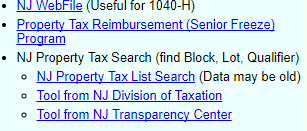 NJ WebFile (Useful for 1040-H)
Property Tax Reimbursement (Senior Freeze)
Program
NJ Property Tax Search (find Block, Lot, Qualifier)
NJ Property Tax List Search (Data may be old)
Tool from NJ Division of Taxation
Tool from NJ Transparency Center